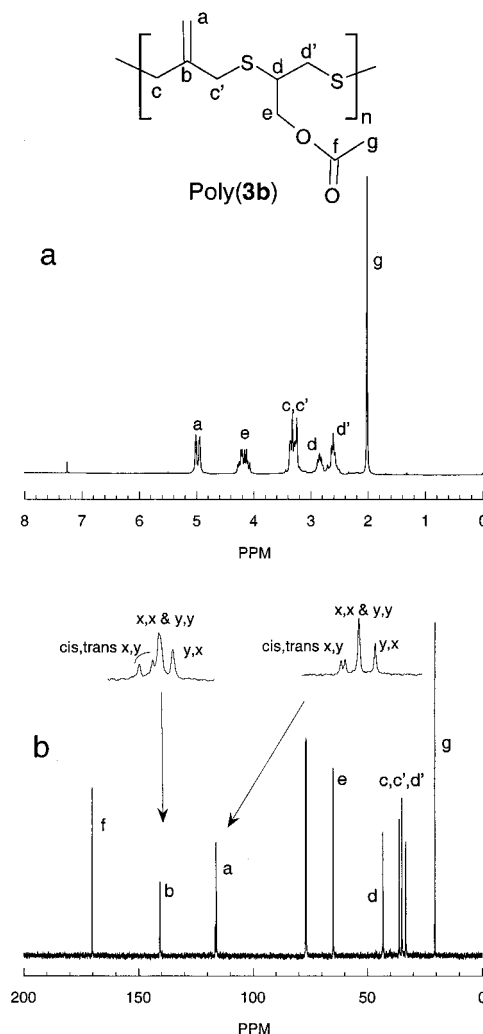 a
b
c
c'
S
d
d'
S
n
e
O
f
g
O
Poly(3b)
a
g
a
e
c,c'
d
d'
8 7 6 5 4 3 2 1 0
PPM
x,x & y,y
cis,trans x,y
y,x
x,x & y,y
cis,trans x,y
y,x
b
f
b
a
e
d
c,c',d'
g
200 150 100 50 0
PPM